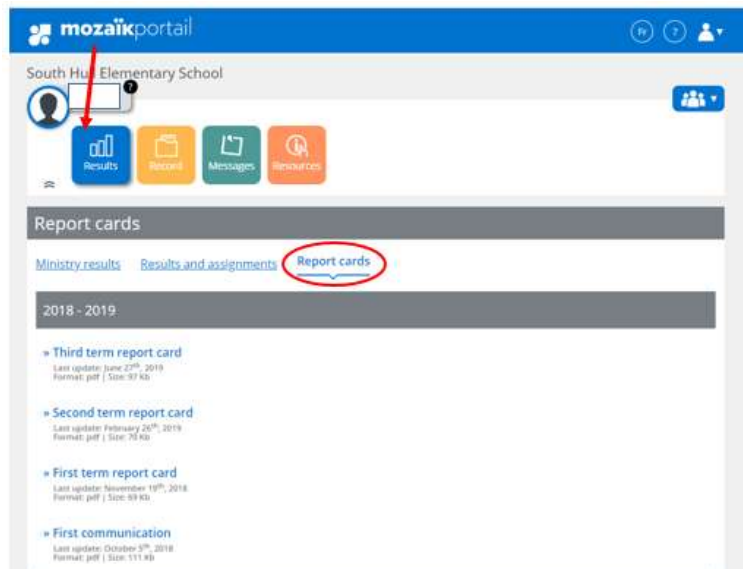 mozaïkportail
Fr ?
South Hull Elementary School
?
Results Record Messages Resources
Report cards
Ministry results Results and assignments Report cards
2018 - 2019
» Third term report card
Last update: June 27th, 2019
Format: pdf | Size: 97 Kb
» Second term report card
Last update: February 26th, 2019
Format: pdf | Size: 70 Kb
» First term report card
Last update: November 19th, 2018
Format: pdf | Size: 69 Kb
» First communication
Last update: October 5th, 2018
Format: pdf | Size: 111 Kb